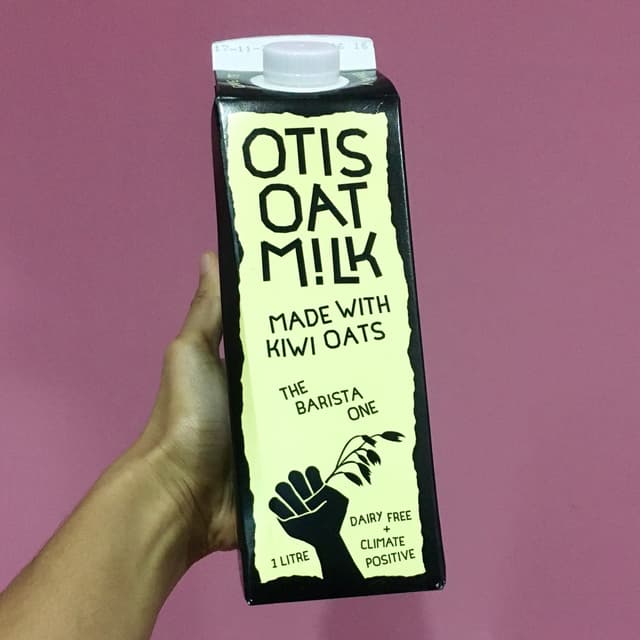 OTIS
OAT
M!LK
MADE WITH
KIWI OATS
THE
BARISTA
ONE
DAIRY FREE
+
CLIMATE
POSITIVE
1 LITRE